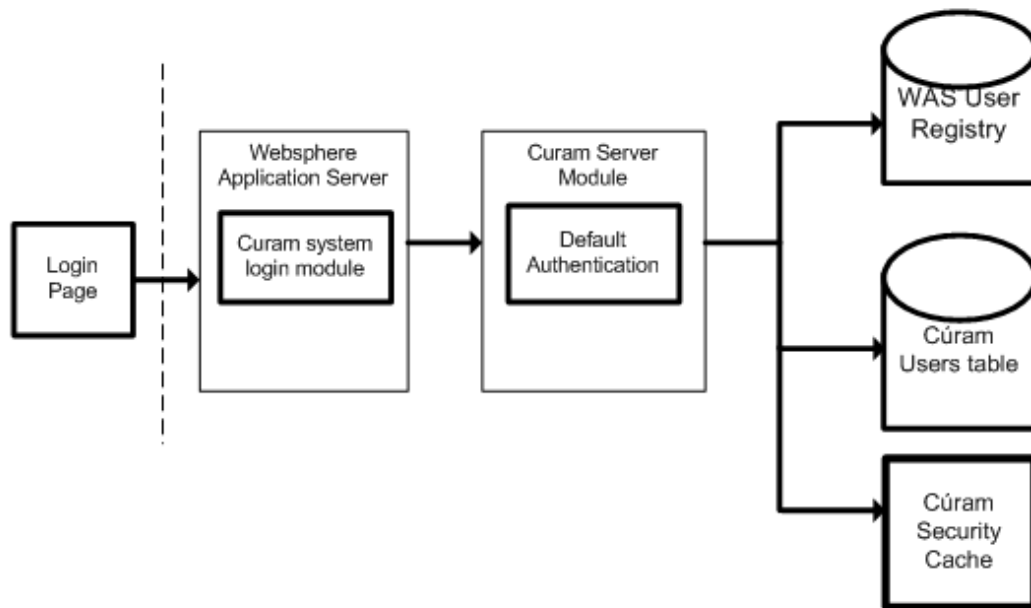 Login
Page
Websphere
Application Server
Curam system
login module
Curam Server
Module
Default
Authentication
WAS User
Registry
Cúram
Users table
Cúram
Security
Cache